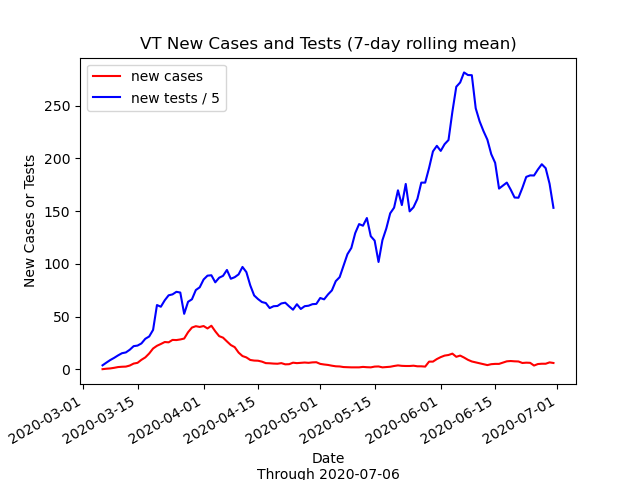 VT New Cases and Tests (7-day rolling mean)
new cases
new tests / 5
New Cases or Tests
250
200
150
100
50
0
2020-03-01
2020-03-15
2020-04-01
2020-04-15
2020-05-01
2020-05-15
2020-06-01
2020-06-15
2020-07-01
Date
Through 2020-07-06